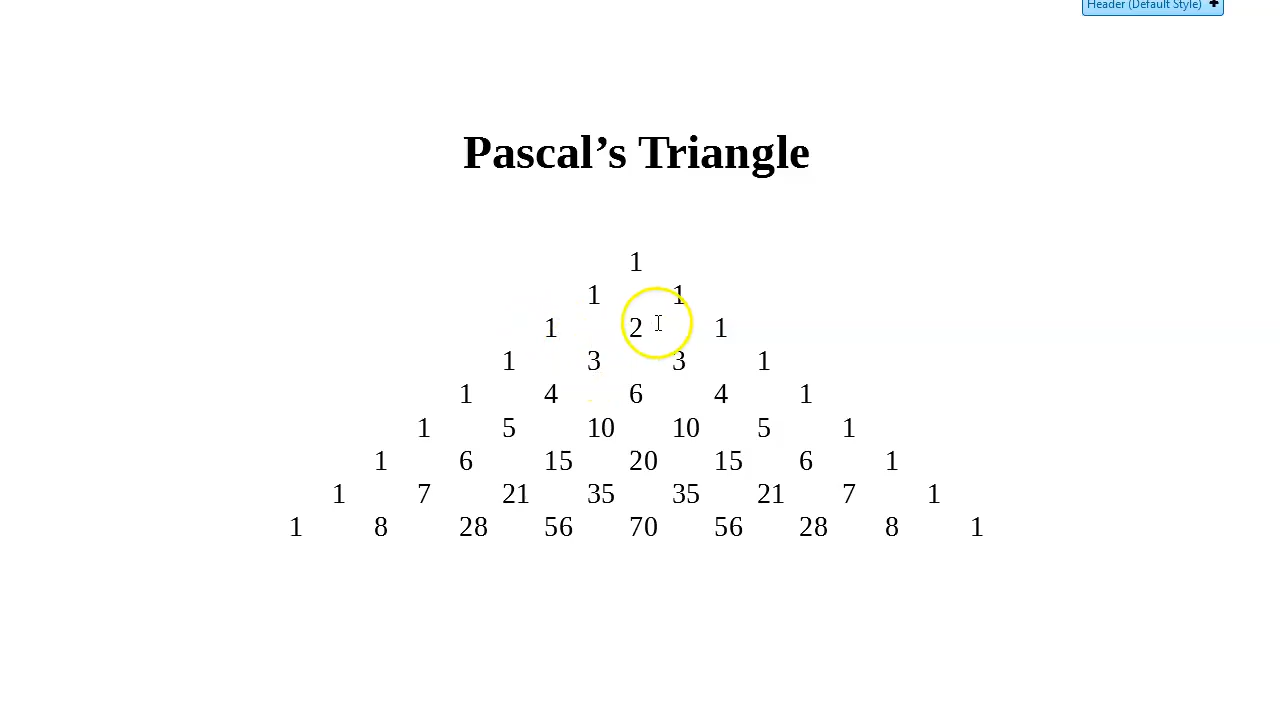 Header (Default Style) +
Pascal’s Triangle
1
1 1
1 2 1
1 3 3 1
1 4 6 4 1
1 5 10 10 5 1
1 6 15 20 15 6 1
1 7 21 35 35 21 7 1
1 8 28 56 70 56 28 8 1